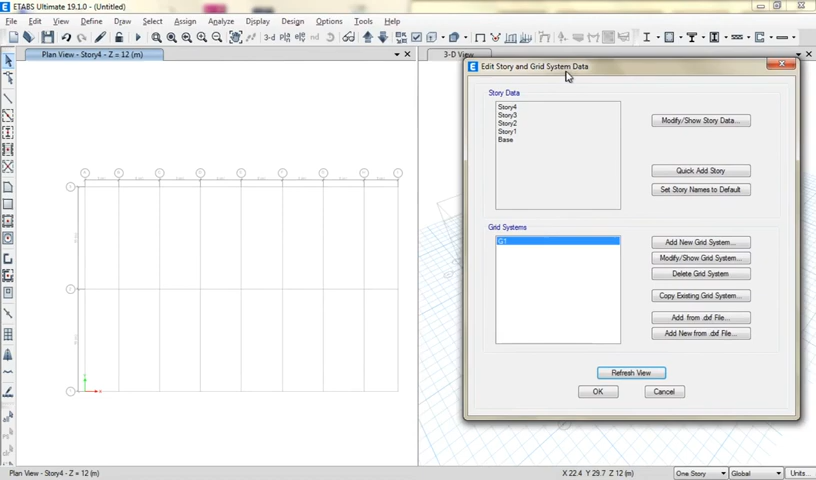 ETABS Ultimate 19.1.0 - (Untitled)
File Edit View Define Draw Select Assign Analyze Display Design Options Tools Help
3-d
Plan View - Story4 - Z = 12 (m)
3-D View
Edit Story and Grid System Data
Story Data
Story4
Story3
Story2
Story1
Base
Modify/Show Story Data...
Quick Add Story
Set Story Names to Default
Grid Systems
G1
Add New Grid System...
Modify/Show Grid System...
Delete Grid System
Copy Existing Grid System...
Add from .dxf File...
Add New from .dxf File...
Refresh View
OK
Cancel
Plan View - Story4 - Z = 12 (m)
X 22.4 Y 29.7 Z 12 (m)
One Story
Global
Units...